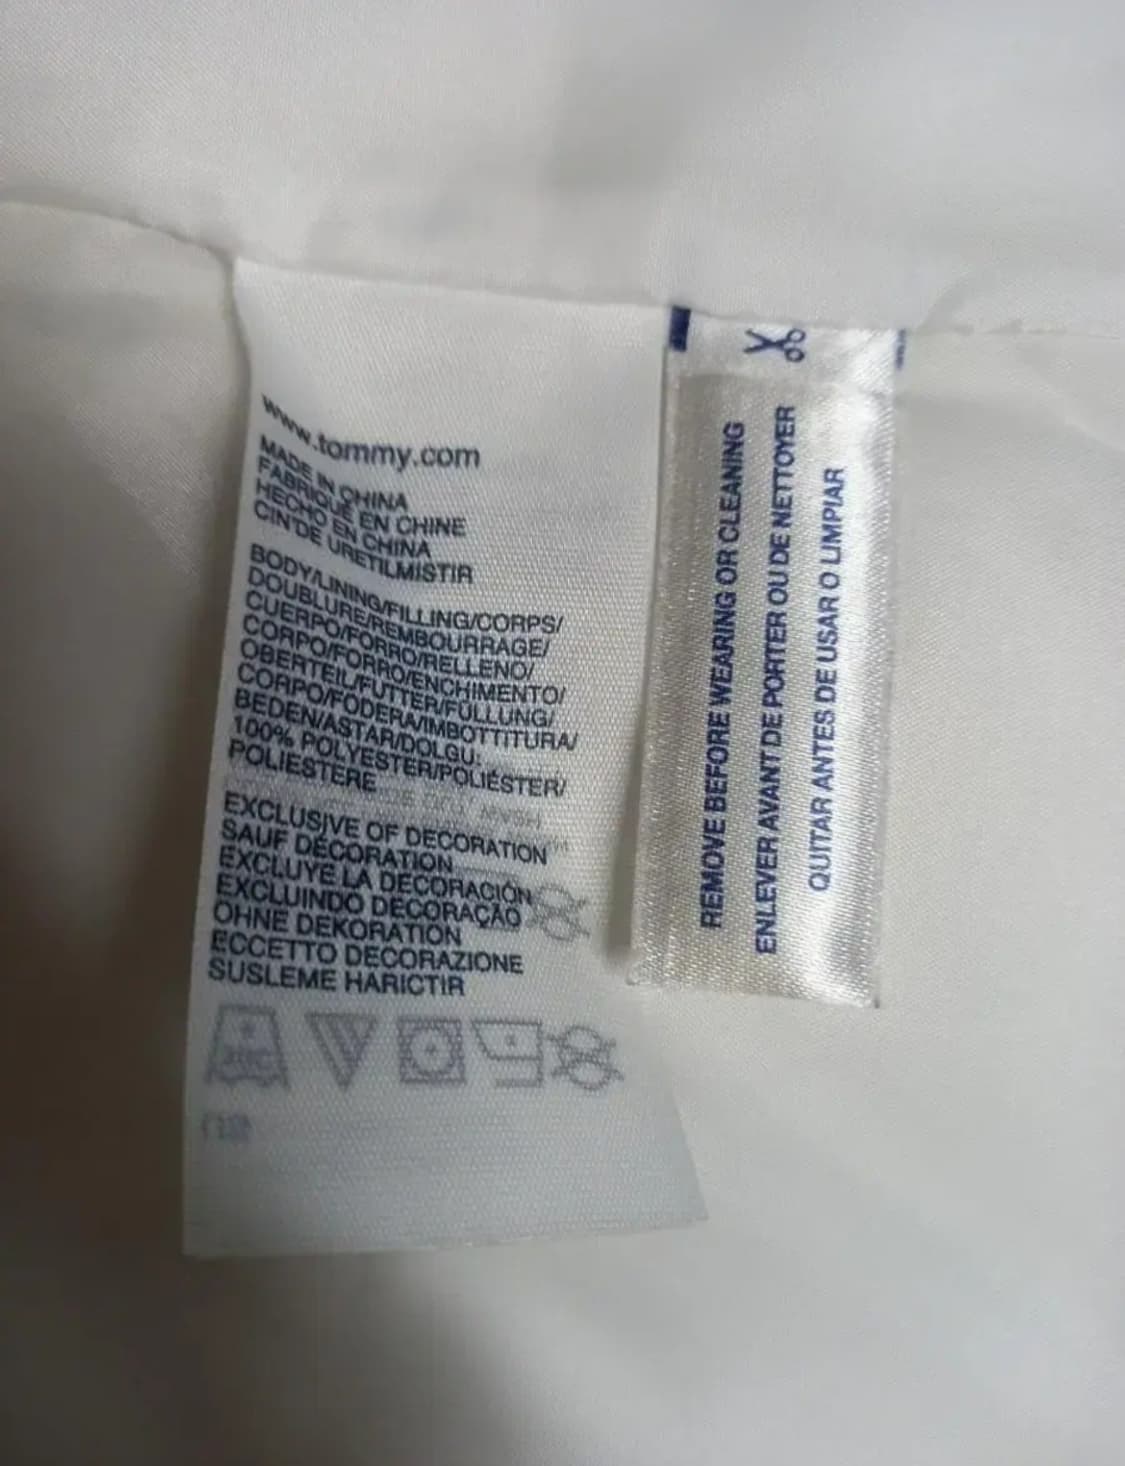 www.tommy.com
MADE IN CHINA
FABRIQUÉ EN CHINE
HECHO EN CHINA
CIN'DE URETILMISTIR
BODY/LINING/FILLING/CORPS/
DOUBLURE/REMBOURRAGE/
CUERPO/FORRO/RELLENO/
CORPO/FORRO/ENCHIMENTO/
OBERTEIL/FUTTER/FÜLLUNG/
CORPO/FODERA/IMBOTTITURA/
BEDEN/ASTAR/DOLGU:
100% POLYESTER/POLIÉSTER/
POLIESTERE
EXCLUSIVE OF DECORATION
SAUF DÉCORATION
EXCLUYE LA DECORACIÓN
EXCLUINDO DECORAÇÃO
OHNE DEKORATION
ECCETTO DECORAZIONE
SUSLEME HARICTIR
REMOVE BEFORE WEARING OR CLEANING
ENLEVER AVANT DE PORTER OU DE NETTOYER
QUITAR ANTES DE USAR O LIMPIAR